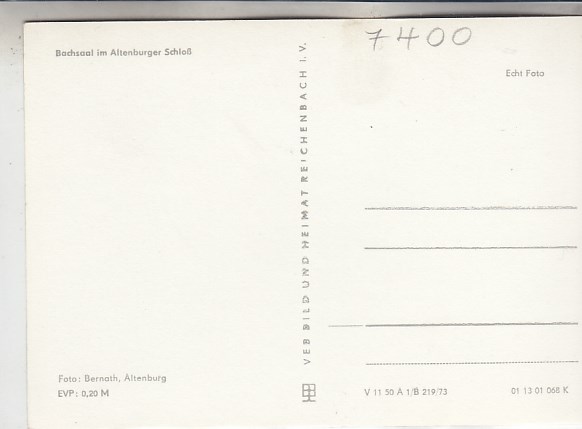 Bachsaal im Altenburger Schloß
Foto: Bernath, Altenburg
EVP: 0,20 M
VEB BILD UND HEIMAT REICHENBACH I. V.
7400
Echt Foto
V 11 50 A 1/B 219/73
01 13 01 068 K